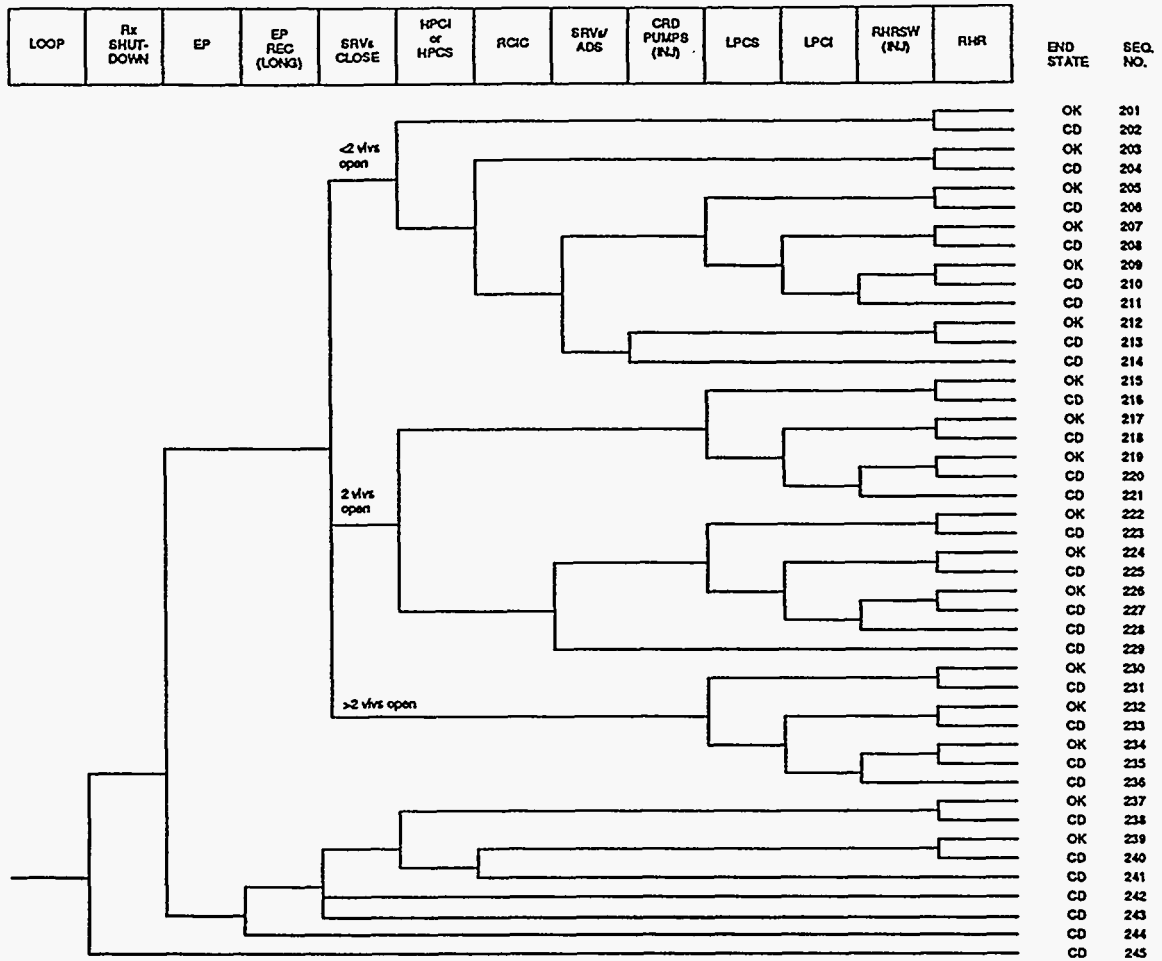 LOOP
Rx
SHUT-
DOWN
EP
EP
REC
(LONG)
SRVs
CLOSE
HPCI
or
HPCS
RCIC
SRVs/
ADS
CRD
PUMPS
(INJ)
LPCS
LPCI
RHRSW
(INJ)
RHR
END
STATE
SEQ.
NO.
<2 vlvs
open
2 vlvs
open
>2 vlvs open
OK 201
CD 202
OK 203
CD 204
OK 205
CD 206
OK 207
CD 208
OK 209
CD 210
CD 211
OK 212
CD 213
CD 214
OK 215
CD 216
OK 217
CD 218
OK 219
CD 220
CD 221
OK 222
CD 223
OK 224
CD 225
OK 226
CD 227
CD 228
CD 229
OK 230
CD 231
OK 232
CD 233
OK 234
CD 235
CD 236
OK 237
CD 238
OK 239
CD 240
CD 241
CD 242
CD 243
CD 244
CD 245